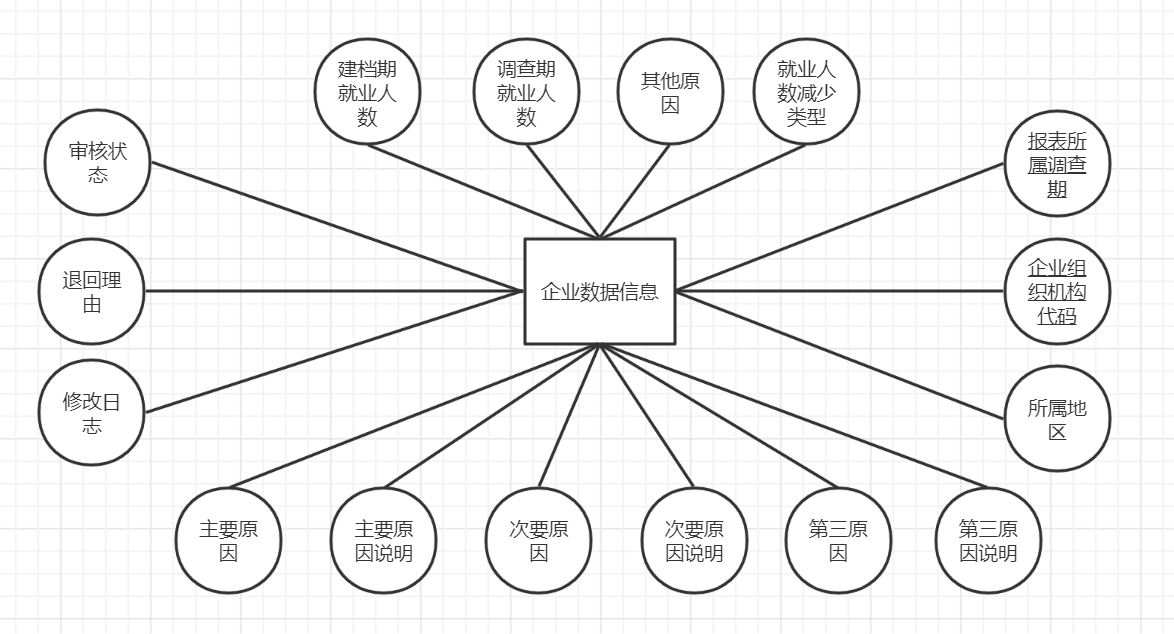 建档期
就业人
数
调查期
就业人
数
其他原
因
就业人
数减少
类型
审核状
态
报表所
属调查
期
退回理
由
企业数据信息
企业组
织机构
代码
修改日
志
所属地
区
主要原
因
主要原
因说明
次要原
因
次要原
因说明
第三原
因
第三原
因说明